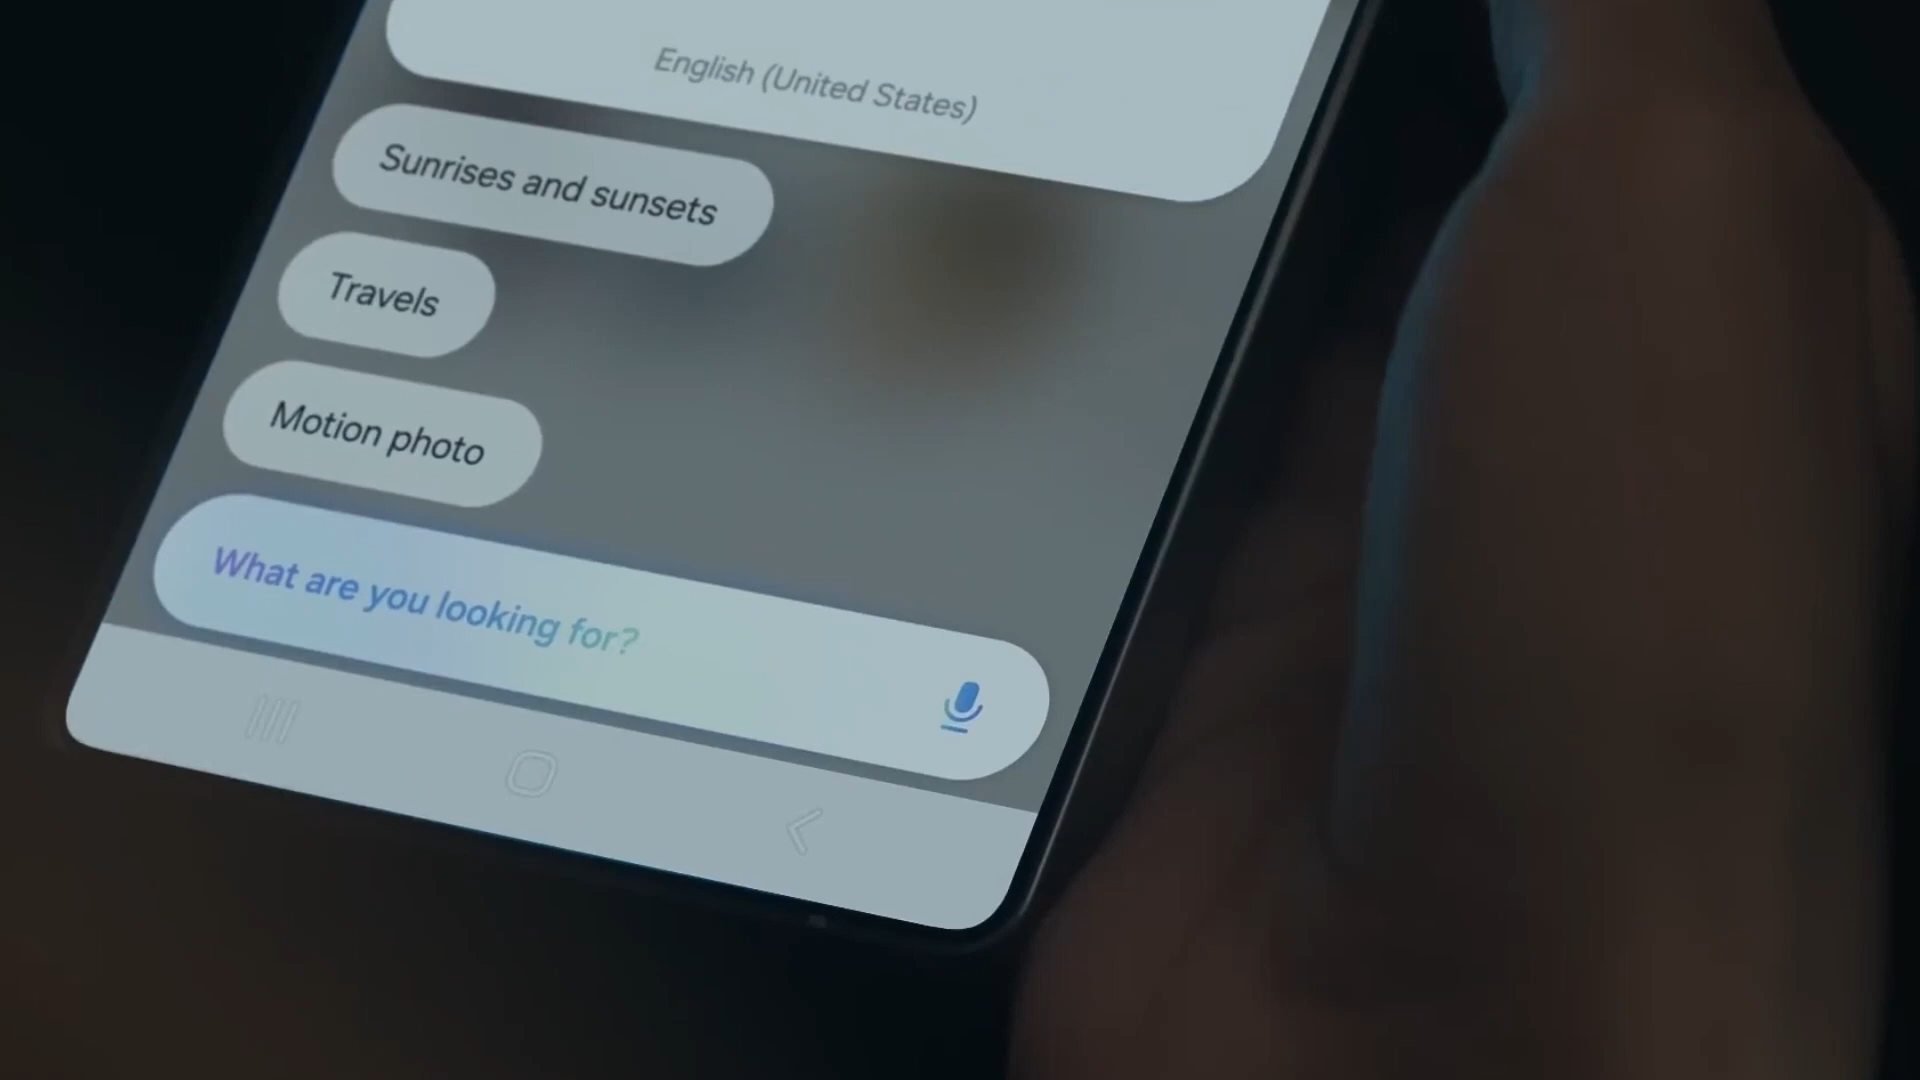 English (United States)
Sunrises and sunsets
Travels
Motion photo
What are you looking for?